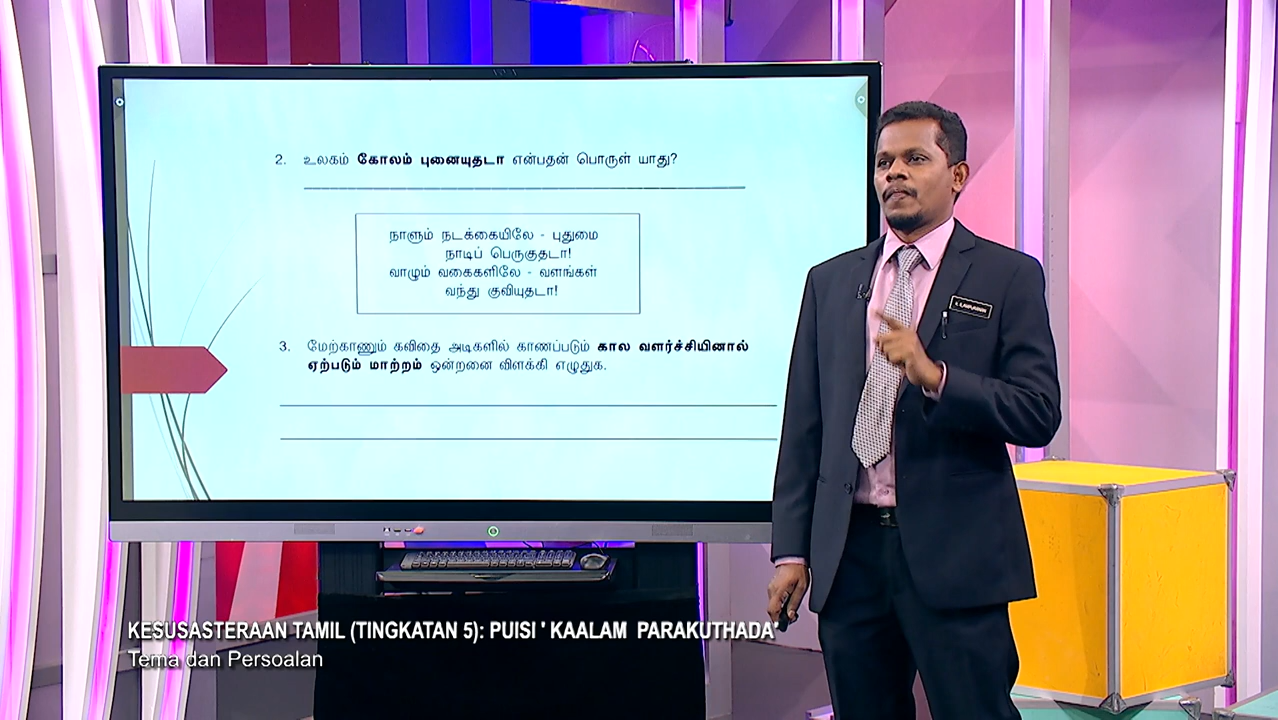 2. உலகம் கோலம் புனையுதடா என்பதன் பொருள் யாது?
நாளும் நடக்கையிலே - புதுமை
நாடிப் பெருகுதடா!
வாழும் வகைகளிலே - வளங்கள்
வந்து குவியுதடா!
3. மேற்காணும் கவிதை அடிகளில் காணப்படும் கால வளர்ச்சியினால்
ஏற்படும் மாற்றம் ஒன்றனை விளக்கி எழுதுக.
KESUSASTERAAN TAMIL (TINGKATAN 5): PUISI ' KAALAM PARAKUTHADA'
Tema dan Persoalan